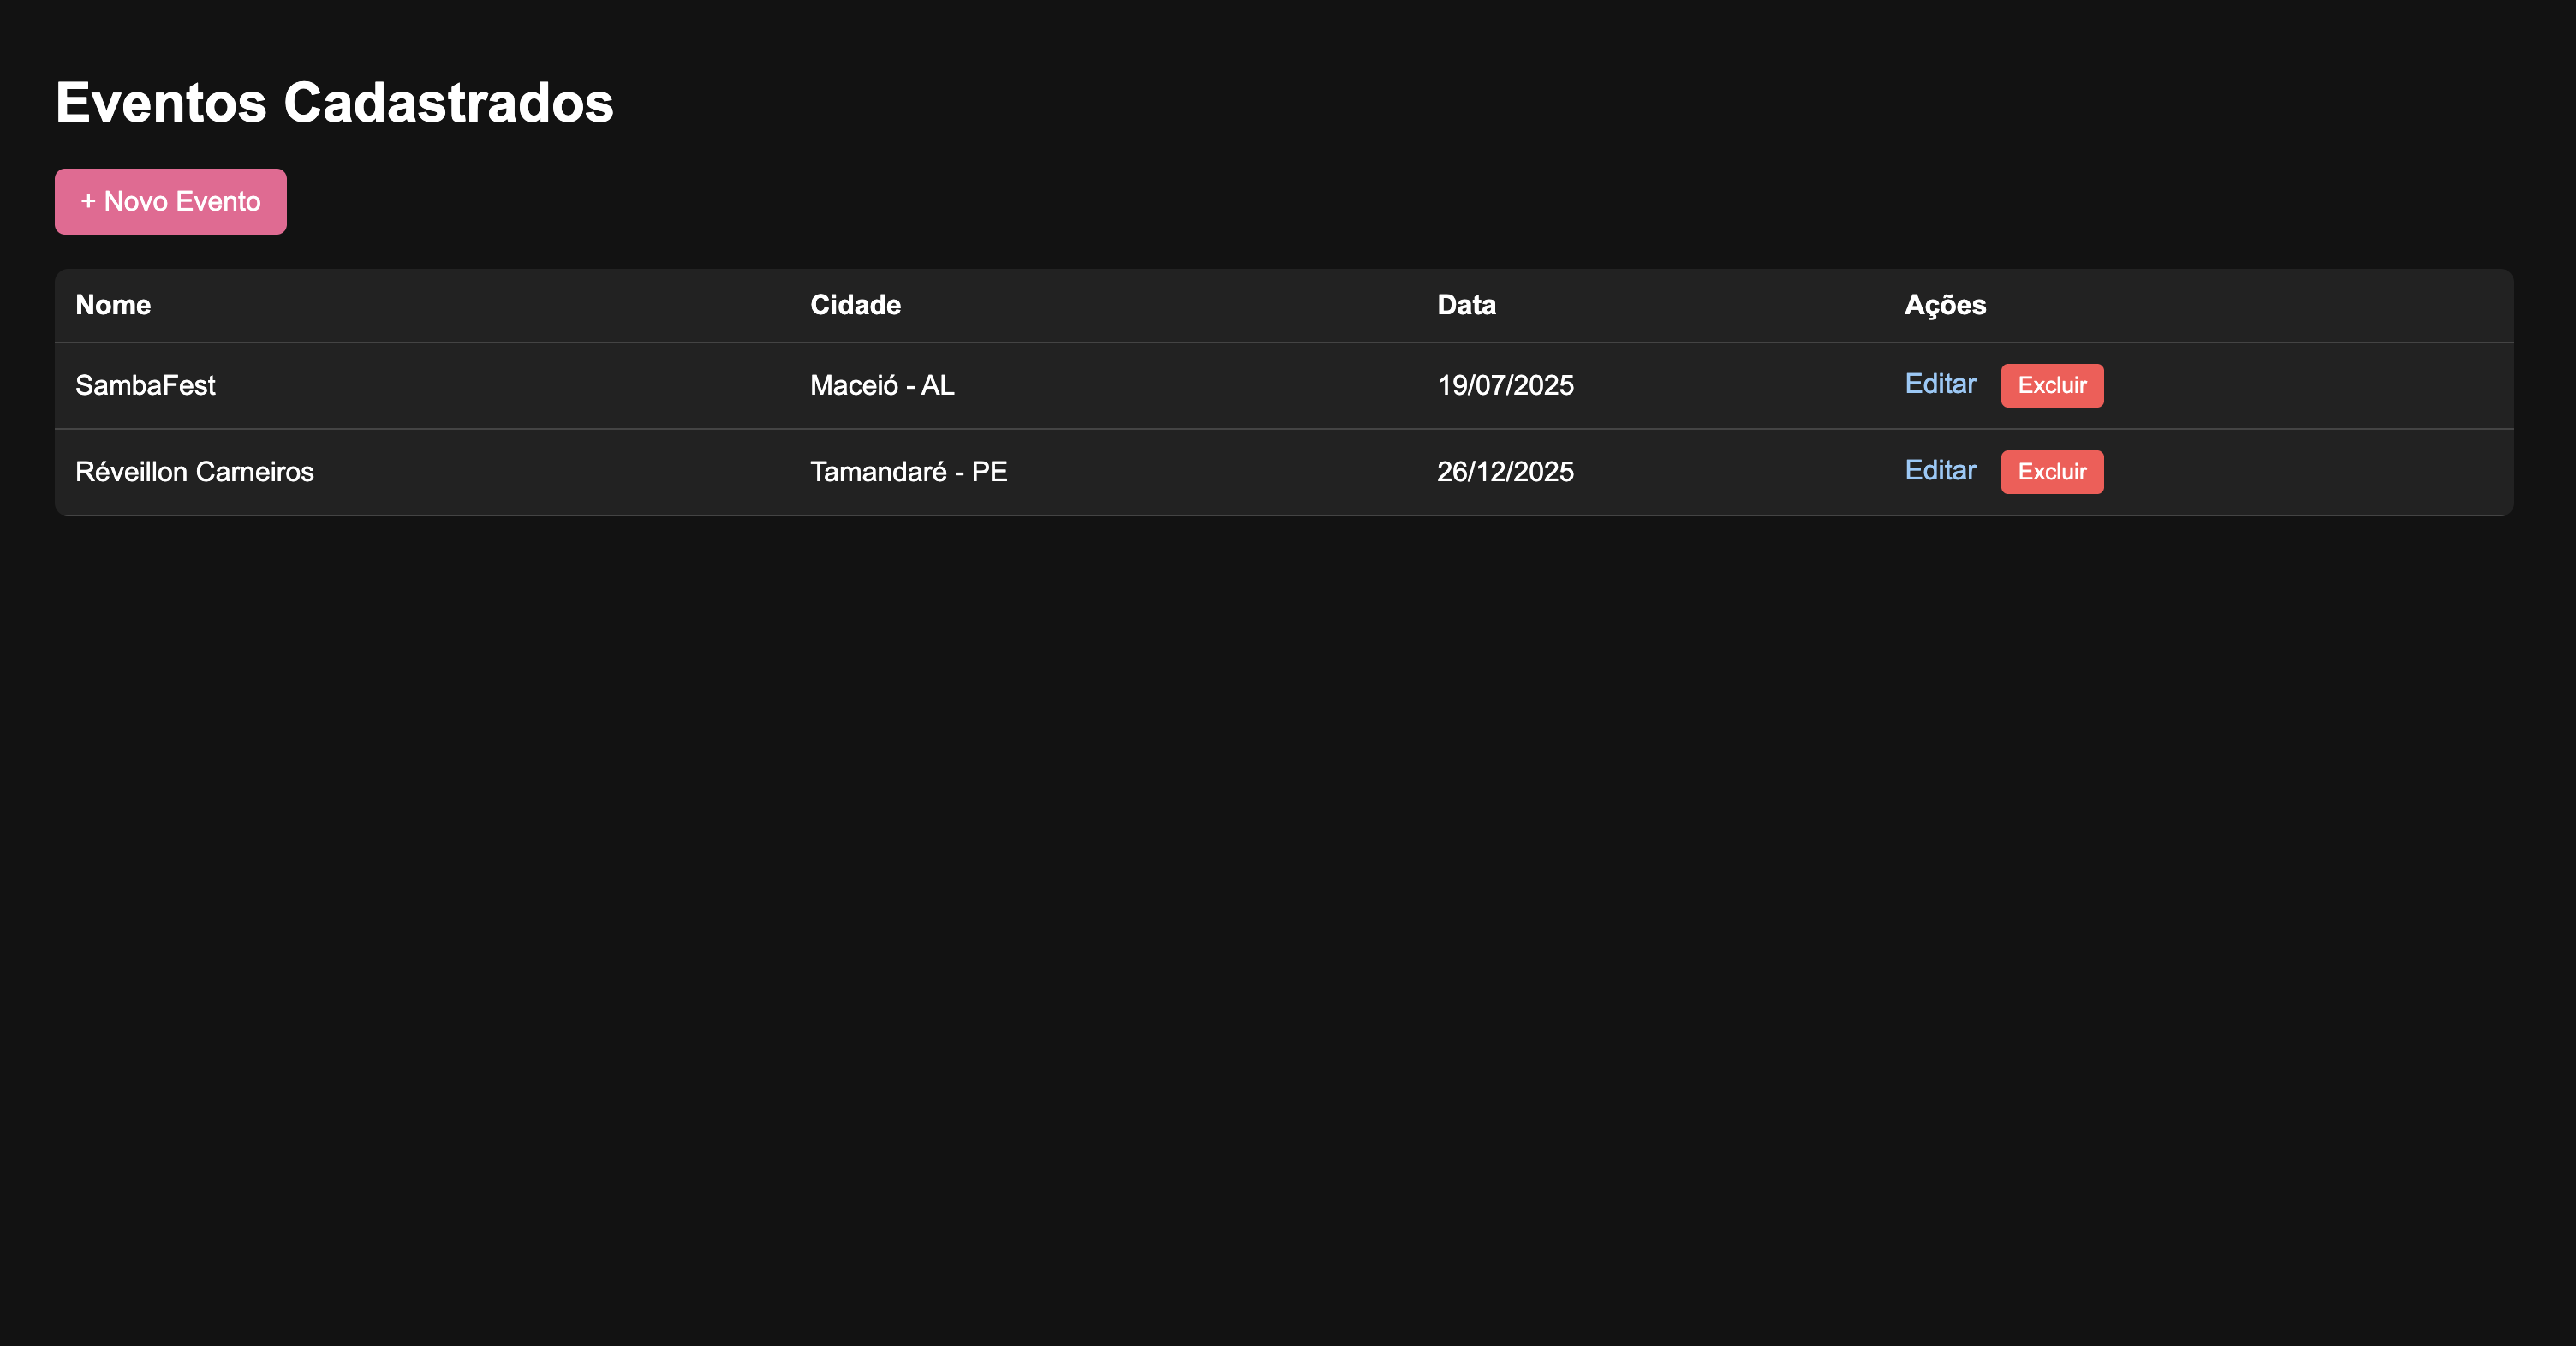 Eventos Cadastrados
+ Novo Evento
Nome Cidade Data Ações
SambaFest Maceió - AL 19/07/2025 Editar Excluir
Réveillon Carneiros Tamandaré - PE 26/12/2025 Editar Excluir